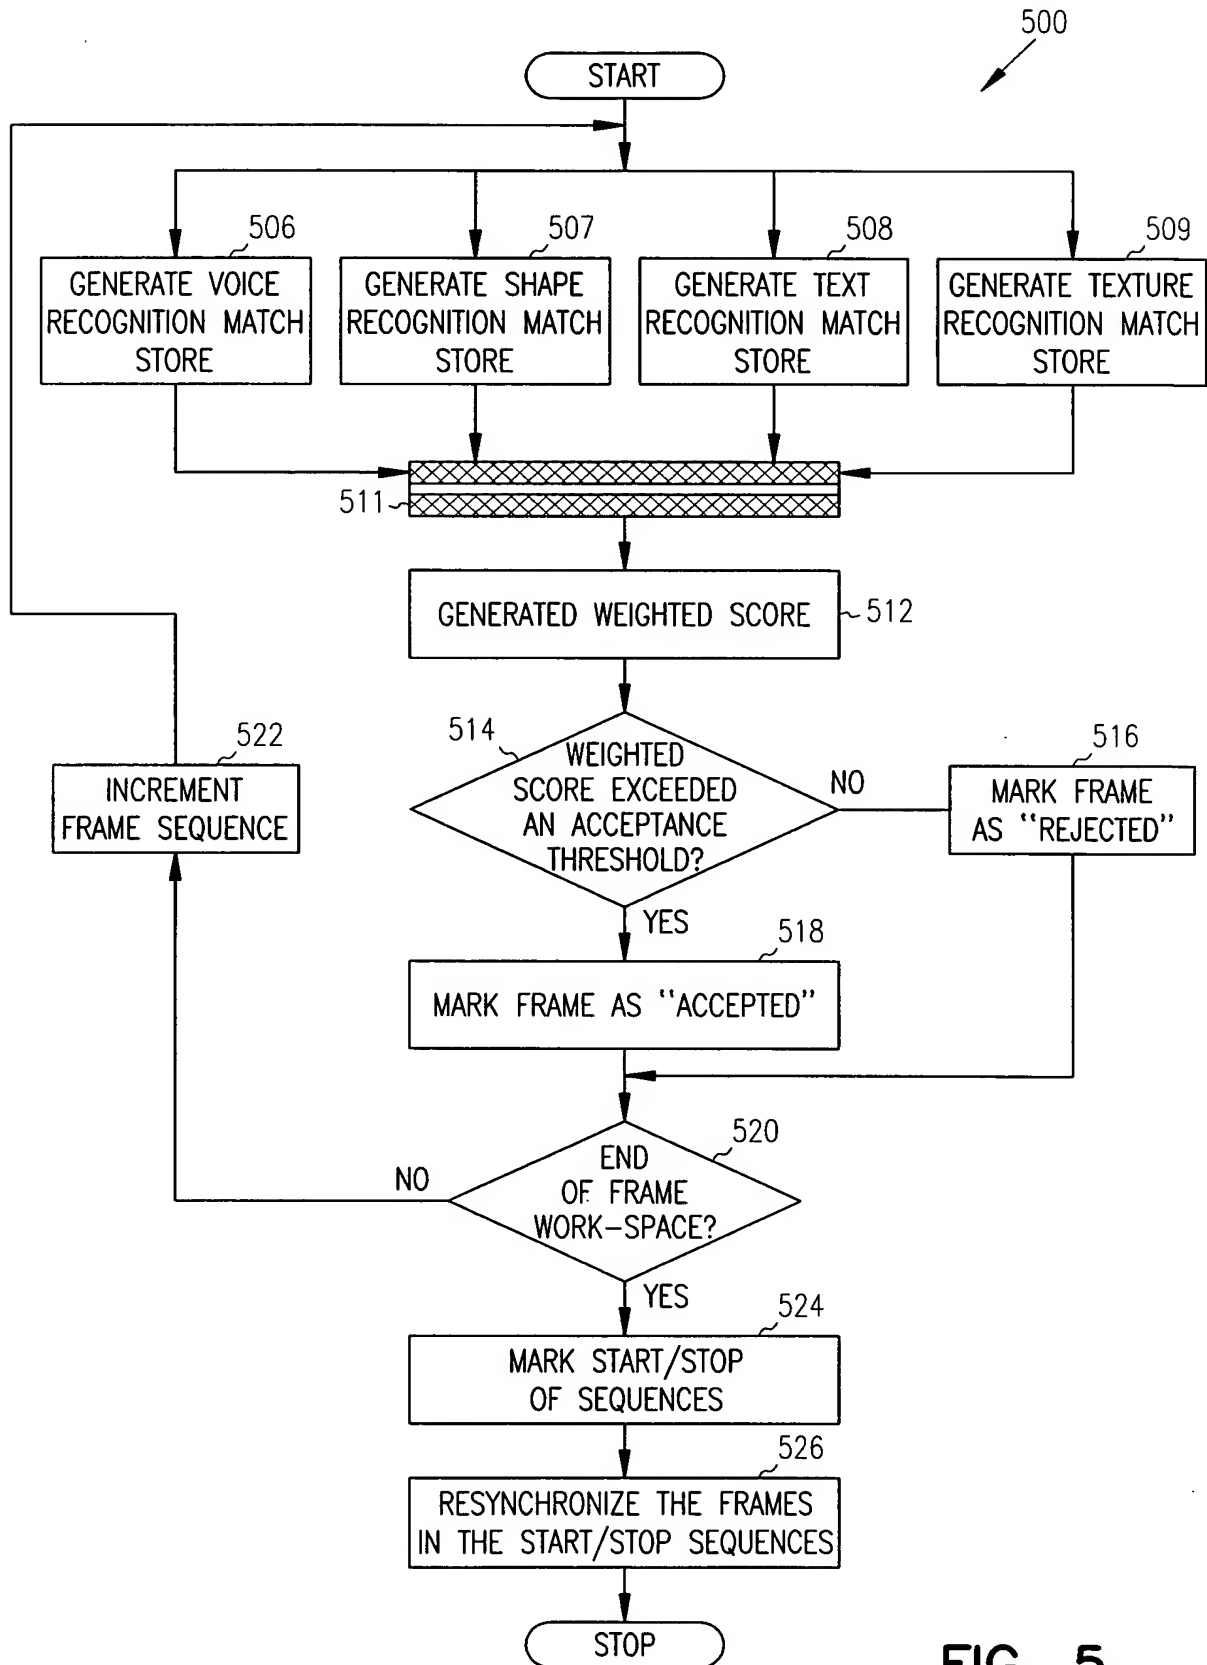 500
START
506
507
508
509
GENERATE VOICE
RECOGNITION MATCH
STORE
GENERATE SHAPE
RECOGNITION MATCH
STORE
GENERATE TEXT
RECOGNITION MATCH
STORE
GENERATE TEXTURE
RECOGNITION MATCH
STORE
511
GENERATED WEIGHTED SCORE
512
514
WEIGHTED
SCORE EXCEEDED
AN ACCEPTANCE
THRESHOLD?
NO
516
MARK FRAME
AS "REJECTED"
522
INCREMENT
FRAME SEQUENCE
YES
518
MARK FRAME AS "ACCEPTED"
520
END
OF FRAME
WORK-SPACE?
NO
YES
524
MARK START/STOP
OF SEQUENCES
526
RESYNCHRONIZE THE FRAMES
IN THE START/STOP SEQUENCES
STOP
FIG. 5